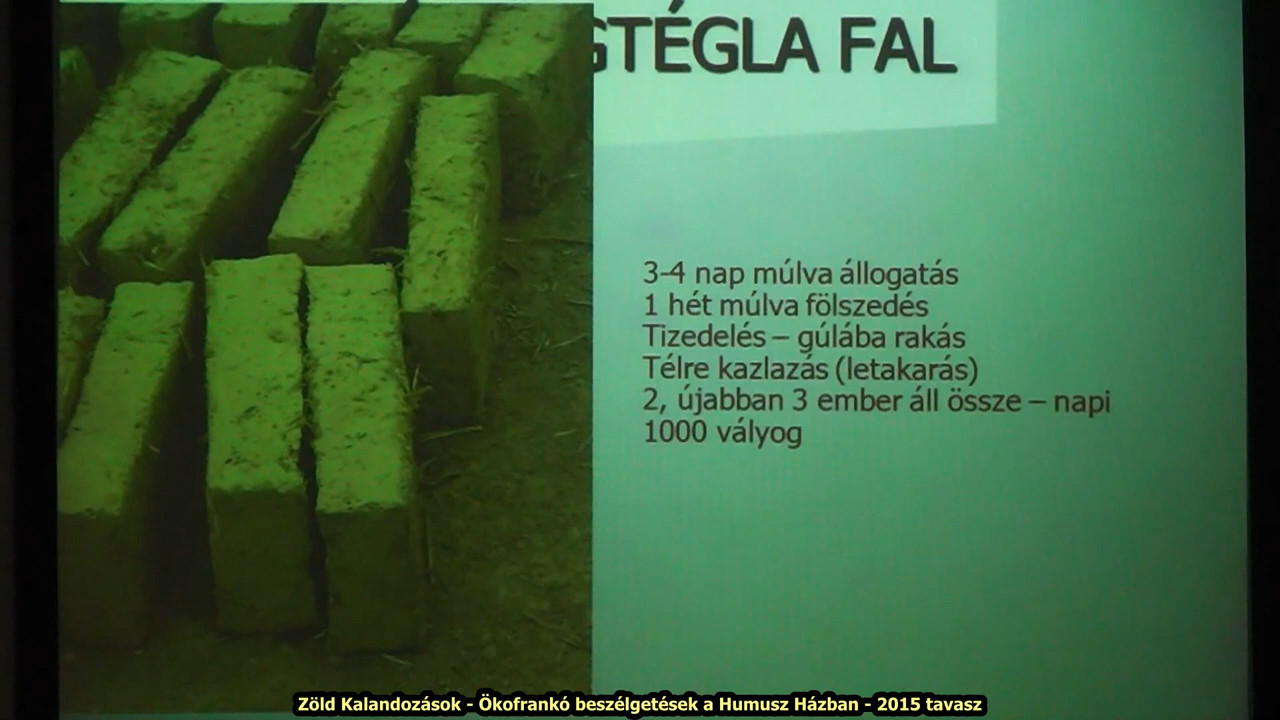 GTÉGLA FAL
3-4 nap múlva állogatás
1 hét múlva fölszedés
Tizedelés – gúlába rakás
Télre kazlazás (letakarás)
2, újabban 3 ember áll össze – napi
1000 vályog
Zöld Kalandozások - Ökofrankó beszélgetések a Humusz Házban - 2015 tavasz